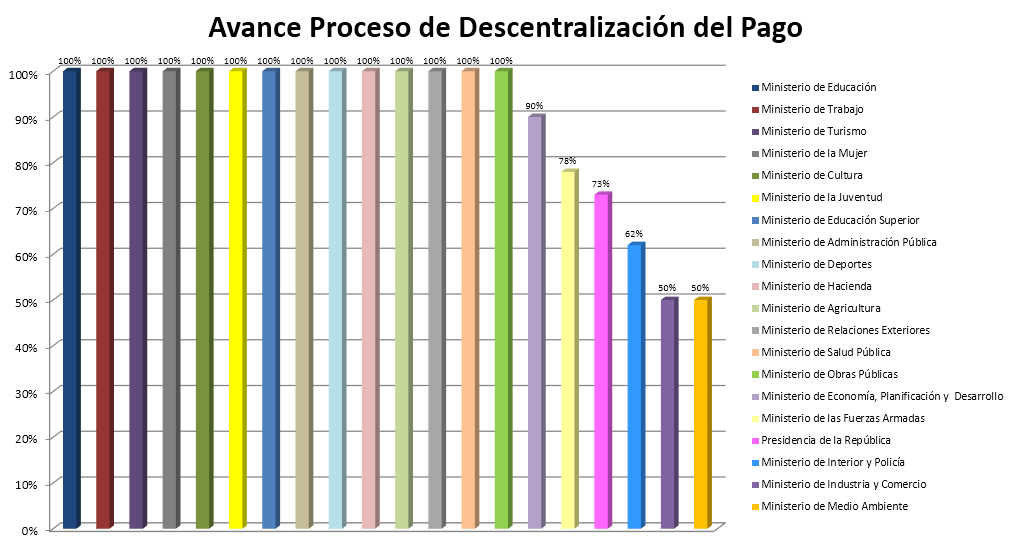 Avance Proceso de Descentralización del Pago
100% 100% 100% 100% 100% 100% 100% 100% 100% 100% 100% 100% 100% 100%
90%
78%
73%
62%
50% 50%
100%
90%
80%
70%
60%
50%
40%
30%
20%
10%
0%
Ministerio de Educación
Ministerio de Trabajo
Ministerio de Turismo
Ministerio de la Mujer
Ministerio de Cultura
Ministerio de la Juventud
Ministerio de Educación Superior
Ministerio de Administración Pública
Ministerio de Deportes
Ministerio de Hacienda
Ministerio de Agricultura
Ministerio de Relaciones Exteriores
Ministerio de Salud Pública
Ministerio de Obras Públicas
Ministerio de Economía, Planificación y Desarrollo
Ministerio de las Fuerzas Armadas
Presidencia de la República
Ministerio de Interior y Policía
Ministerio de Industria y Comercio
Ministerio de Medio Ambiente